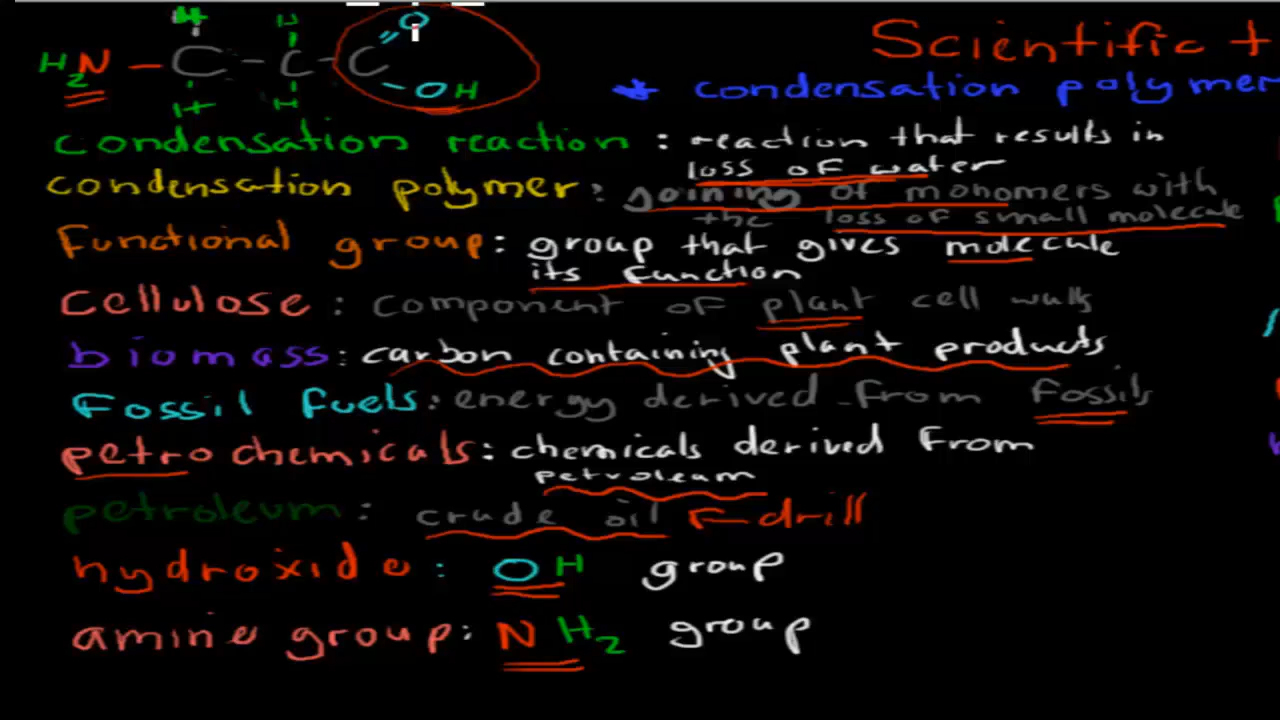 H O
H2N - C - C - C = O
H H OH
Scientific t
* condensation polymer
condensation reaction : reaction that results in
loss of water
condensation polymer : joining of monomers with
the loss of small molecule
Functional group : group that gives molecule
its function
cellulose : component of plant cell walls
biomass : carbon containing plant products
Fossil fuels : energy derived from fossils
petrochemicals : chemicals derived from
petroleum
petroleum : crude oil ← drill
hydroxide : OH group
amine group : NH2 group